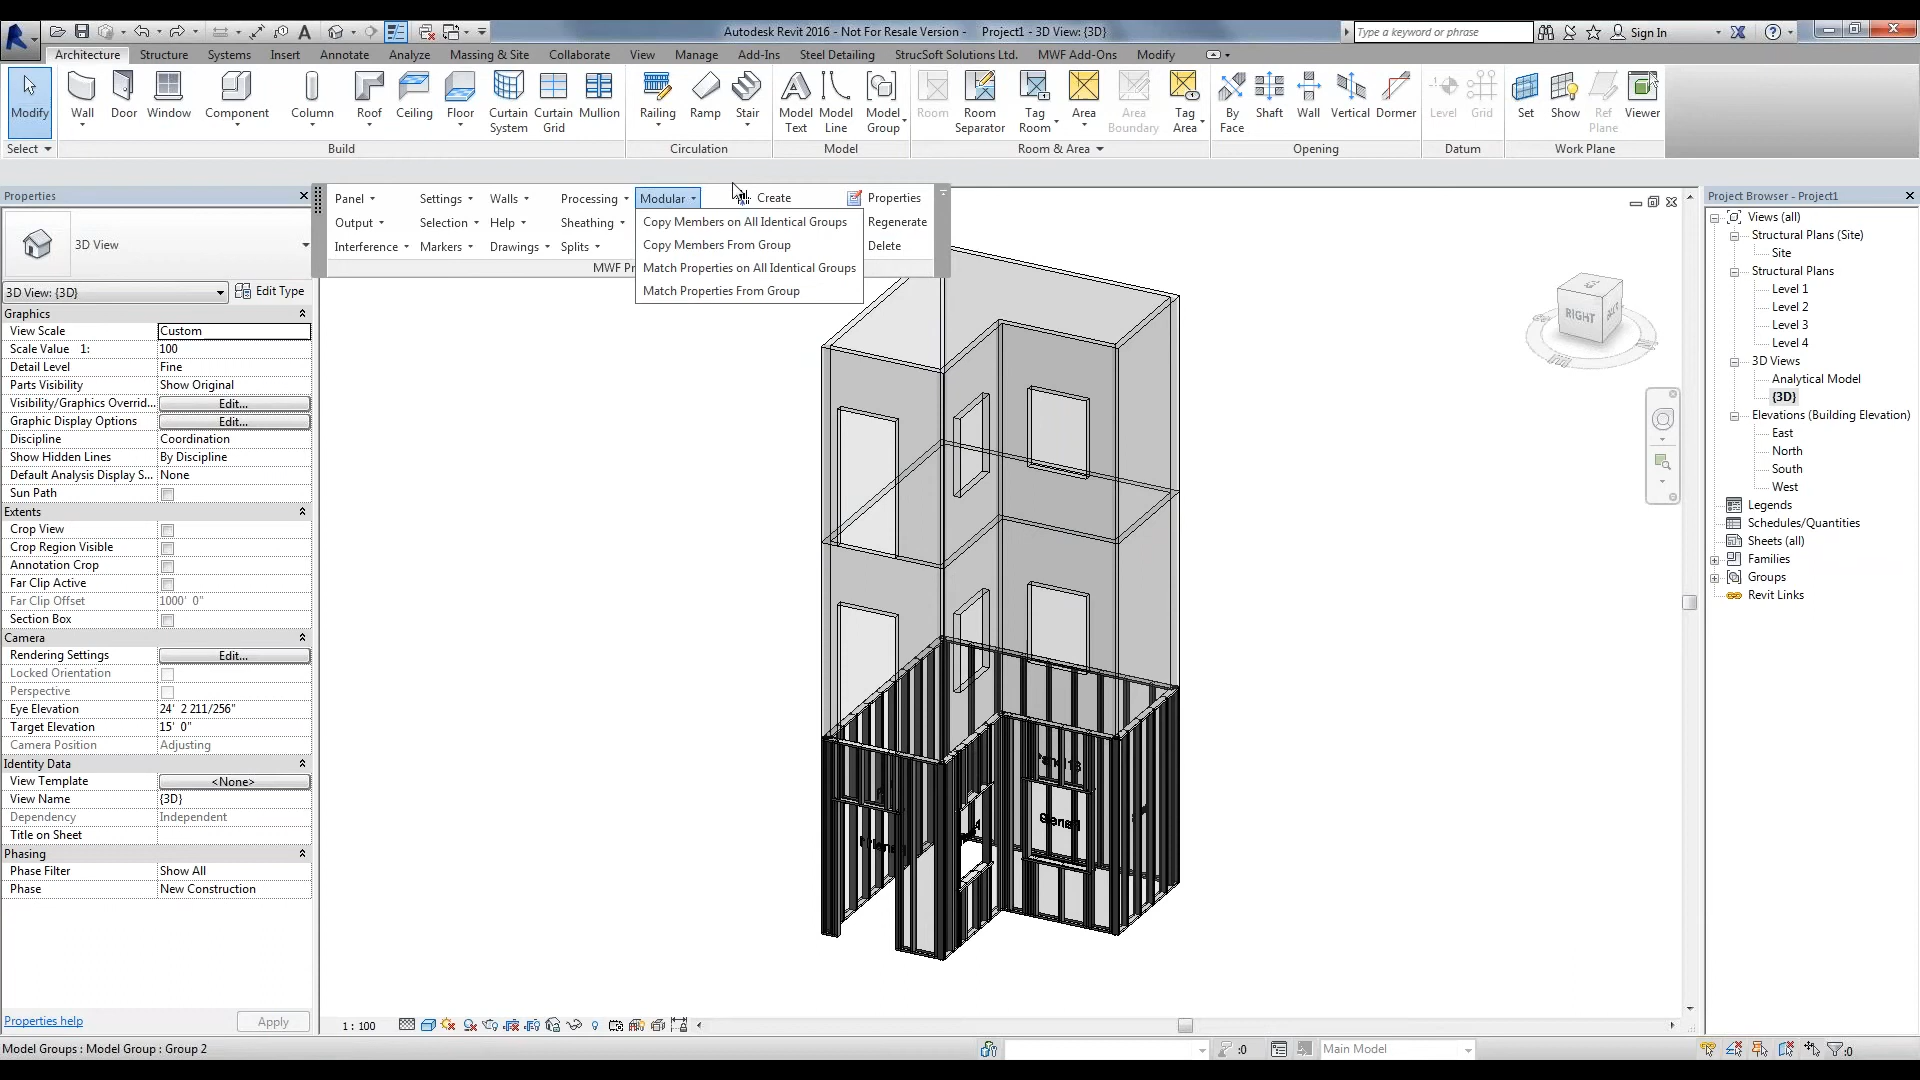 Autodesk Revit 2016 - Not For Resale Version - Project1 - 3D View: {3D}
Type a keyword or phrase
Sign In
Architecture Structure Systems Insert Annotate Analyze Massing & Site Collaborate View Manage Add-Ins Steel Detailing StrucSoft Solutions Ltd. MWF Add-Ons Modify
Modify Wall Door Window Component Column Roof Ceiling Floor Curtain System Curtain Grid Mullion Railing Ramp Stair Model Text Model Line Model Group Room Room Separator Tag Room Area Area Boundary Tag Area By Face Shaft Wall Vertical Dormer Level Grid Set Show Ref Plane Viewer
Select Build Circulation Model Room & Area Opening Datum Work Plane
Properties
3D View
3D View: {3D} Edit Type
Graphics
View Scale Custom
Scale Value 1: 100
Detail Level Fine
Parts Visibility Show Original
Visibility/Graphics Overrid... Edit...
Graphic Display Options Edit...
Discipline Coordination
Show Hidden Lines By Discipline
Default Analysis Display S... None
Sun Path
Extents
Crop View
Crop Region Visible
Annotation Crop
Far Clip Active
Far Clip Offset 1000' 0"
Section Box
Camera
Rendering Settings Edit...
Locked Orientation
Perspective
Eye Elevation 24' 2 211/256"
Target Elevation 15' 0"
Camera Position Adjusting
Identity Data
View Template <None>
View Name {3D}
Dependency Independent
Title on Sheet
Phasing
Phase Filter Show All
Phase New Construction
Properties help Apply
Panel Settings Walls Processing Modular Create Properties
Output Selection Help Sheathing Regenerate
Interference Markers Drawings Splits Delete
MWF Pr
Copy Members on All Identical Groups
Copy Members From Group
Match Properties on All Identical Groups
Match Properties From Group
RIGHT
Project Browser - Project1
Views (all)
Structural Plans (Site)
Site
Structural Plans
Level 1
Level 2
Level 3
Level 4
3D Views
Analytical Model
{3D}
Elevations (Building Elevation)
East
North
South
West
Legends
Schedules/Quantities
Sheets (all)
Families
Groups
Revit Links
1 : 100
Model Groups : Model Group : Group 2
:0
Main Model
:0